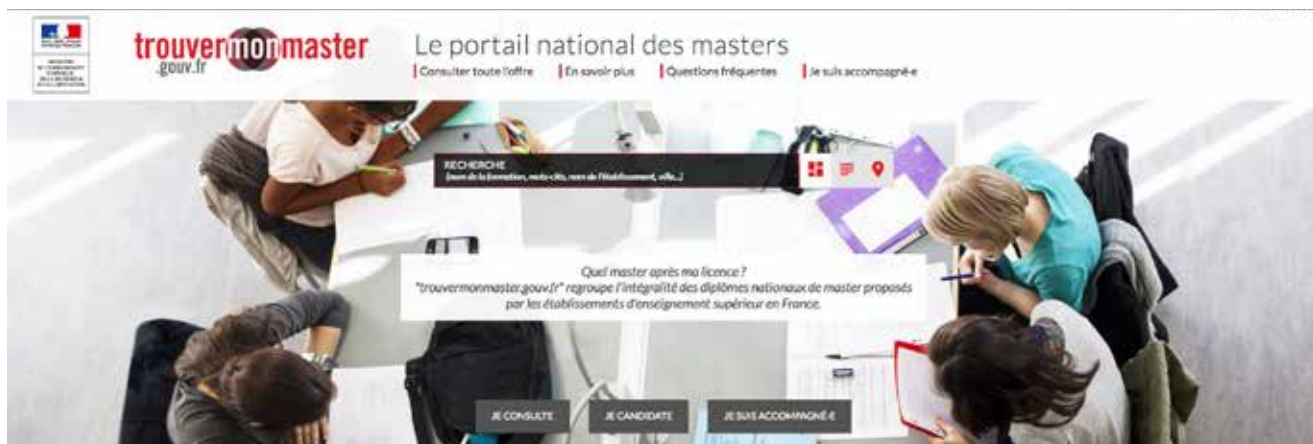 trouvermonmaster
.gouv.fr
Le portail national des masters
Consulter toute l'offre
En savoir plus
Questions fréquentes
Je suis accompagné·e
RECHERCHE
(nom de la formation, mots-clés, nom de l'établissement, ville...)
Quel master après ma licence ?
"trouvermonmaster.gouv.fr" regroupe l'intégralité des diplômes nationaux de master proposés
par les établissements d'enseignement supérieur en France.
JE CONSULTE
JE CANDIDATE
JE SUIS ACCOMPAGNÉ·E